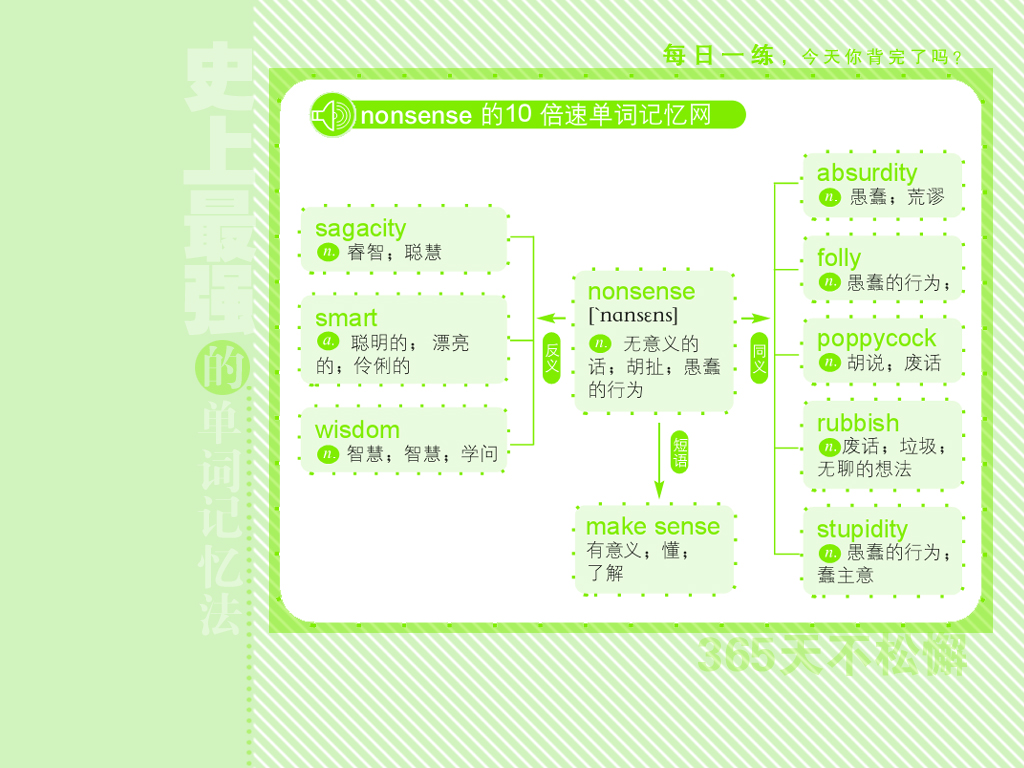 每日一练，今天你背完了吗？
史上最强的单词记忆法
nonsense 的10 倍速单词记忆网
sagacity
n. 睿智；聪慧
smart
a. 聪明的； 漂亮
的；伶俐的
wisdom
n. 智慧；智慧；学问
反义
nonsense
[`nɑnsɛns]
n. 无意义的
话；胡扯；愚蠢
的行为
同义
短语
make sense
有意义；懂；
了解
absurdity
n. 愚蠢；荒谬
folly
n. 愚蠢的行为；
poppycock
n. 胡说；废话
rubbish
n. 废话；垃圾；
无聊的想法
stupidity
n. 愚蠢的行为；
蠢主意
365天不松懈